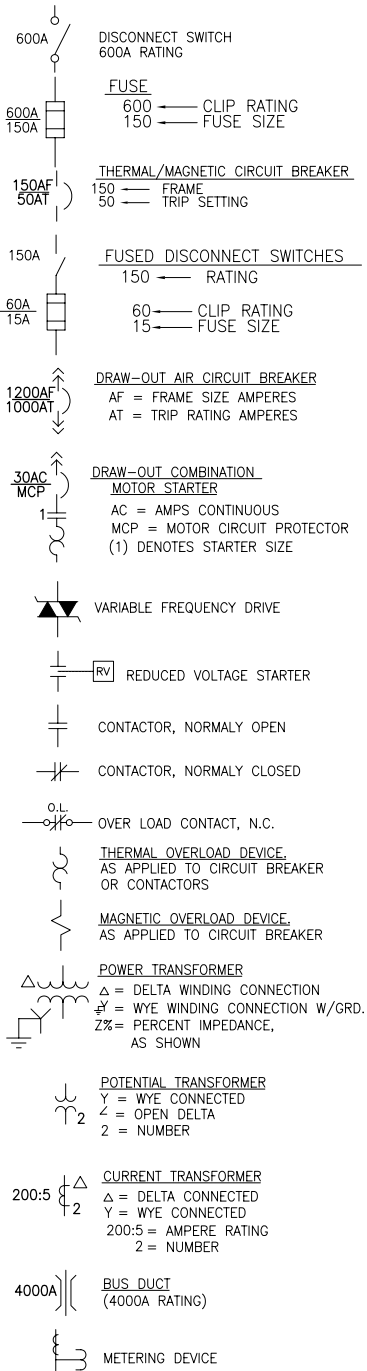 600A
DISCONNECT SWITCH
600A RATING
600A
150A
FUSE
600 CLIP RATING
150 FUSE SIZE
150AF
50AT
THERMAL/MAGNETIC CIRCUIT BREAKER
150 FRAME
50 TRIP SETTING
150A
60A
15A
FUSED DISCONNECT SWITCHES
150 RATING
60 CLIP RATING
15 FUSE SIZE
1200AF
1000AT
DRAW-OUT AIR CIRCUIT BREAKER
AF = FRAME SIZE AMPERES
AT = TRIP RATING AMPERES
30AC
MCP
1
DRAW-OUT COMBINATION
MOTOR STARTER
AC = AMPS CONTINUOUS
MCP = MOTOR CIRCUIT PROTECTOR
(1) DENOTES STARTER SIZE
VARIABLE FREQUENCY DRIVE
RV
REDUCED VOLTAGE STARTER
CONTACTOR, NORMALY OPEN
CONTACTOR, NORMALY CLOSED
O.L.
OVER LOAD CONTACT, N.C.
THERMAL OVERLOAD DEVICE,
AS APPLIED TO CIRCUIT BREAKER
OR CONTACTORS
MAGNETIC OVERLOAD DEVICE,
AS APPLIED TO CIRCUIT BREAKER
POWER TRANSFORMER
△
△ = DELTA WINDING CONNECTION
Y = WYE WINDING CONNECTION W/GRD.
Z% = PERCENT IMPEDANCE,
AS SHOWN
2
POTENTIAL TRANSFORMER
Y = WYE CONNECTED
∠ = OPEN DELTA
2 = NUMBER
200:5
△
2
CURRENT TRANSFORMER
△ = DELTA CONNECTED
Y = WYE CONNECTED
200:5 = AMPERE RATING
2 = NUMBER
4000A
BUS DUCT
(4000A RATING)
METERING DEVICE